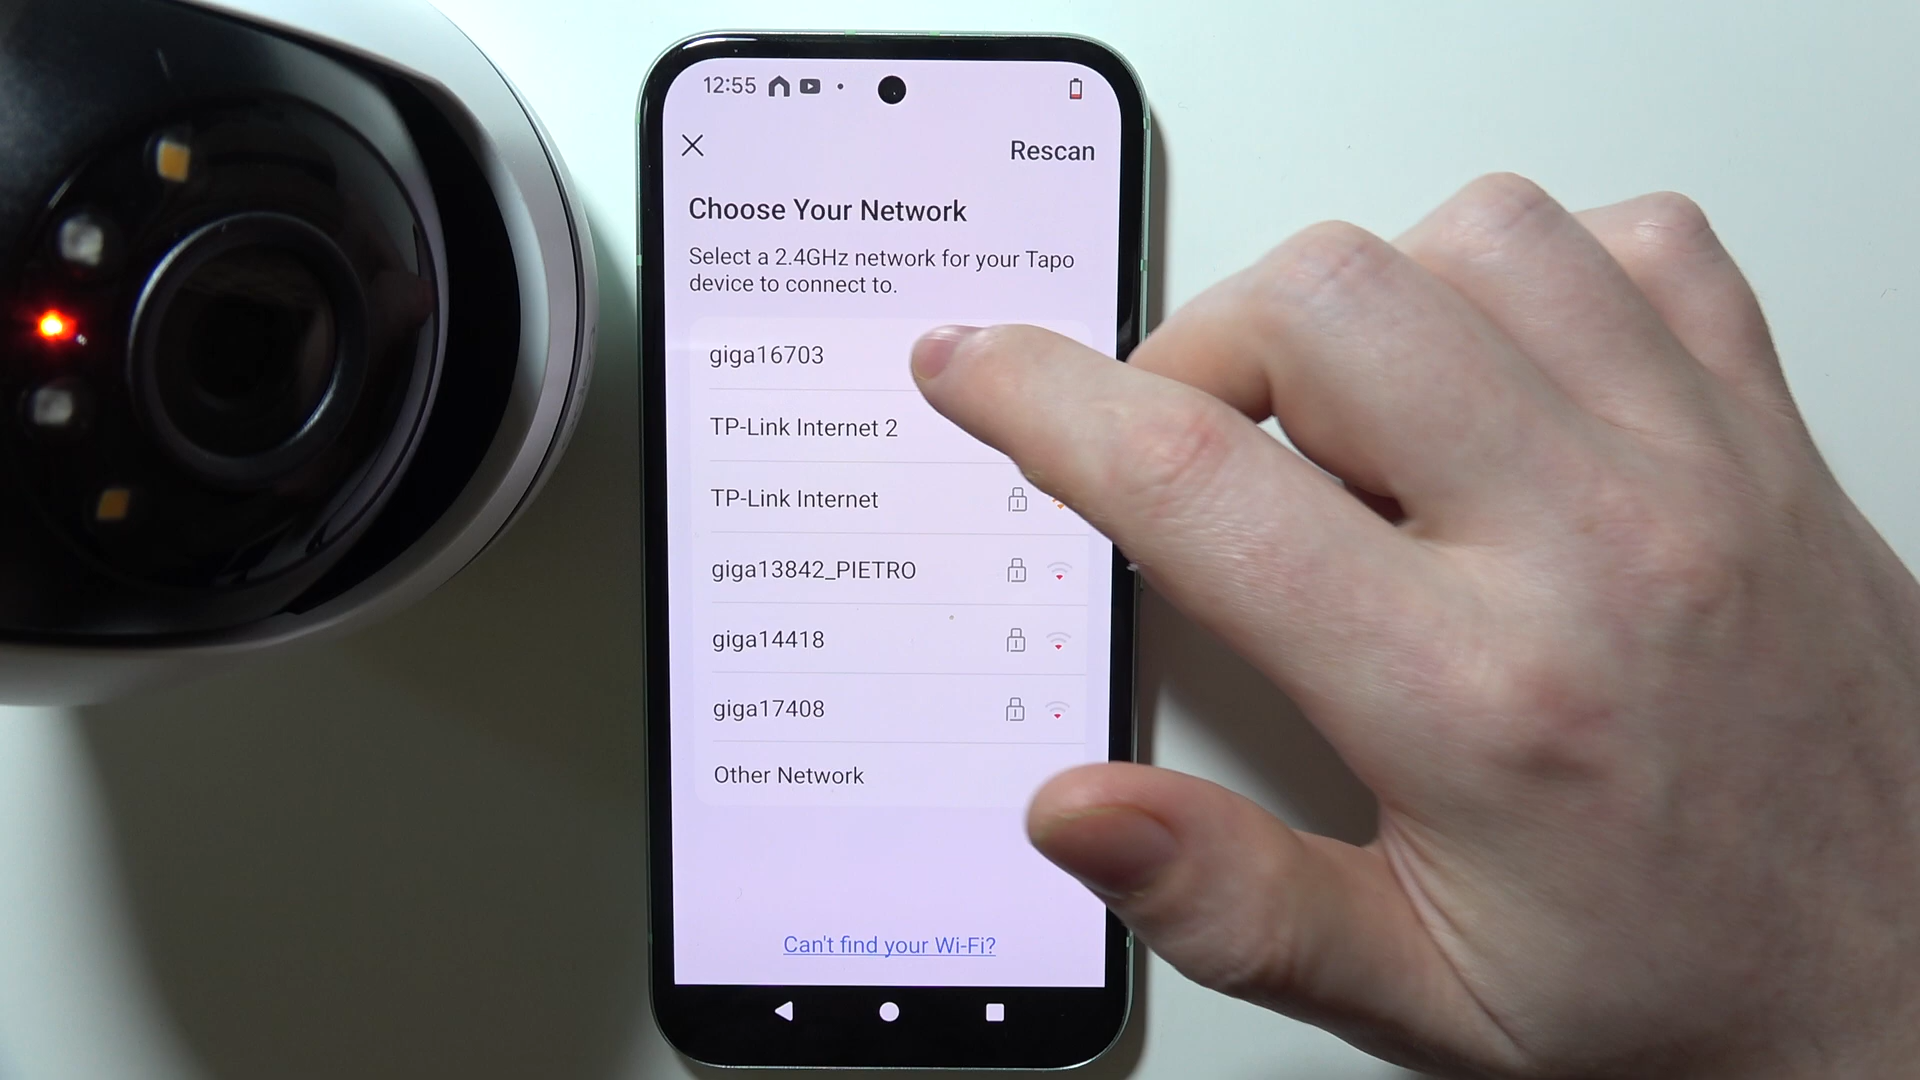 12:55
Rescan
Choose Your Network
Select a 2.4GHz network for your Tapo
device to connect to.
giga16703
TP-Link Internet 2
TP-Link Internet
giga13842_PIETRO
giga14418
giga17408
Other Network
Can't find your Wi-Fi?